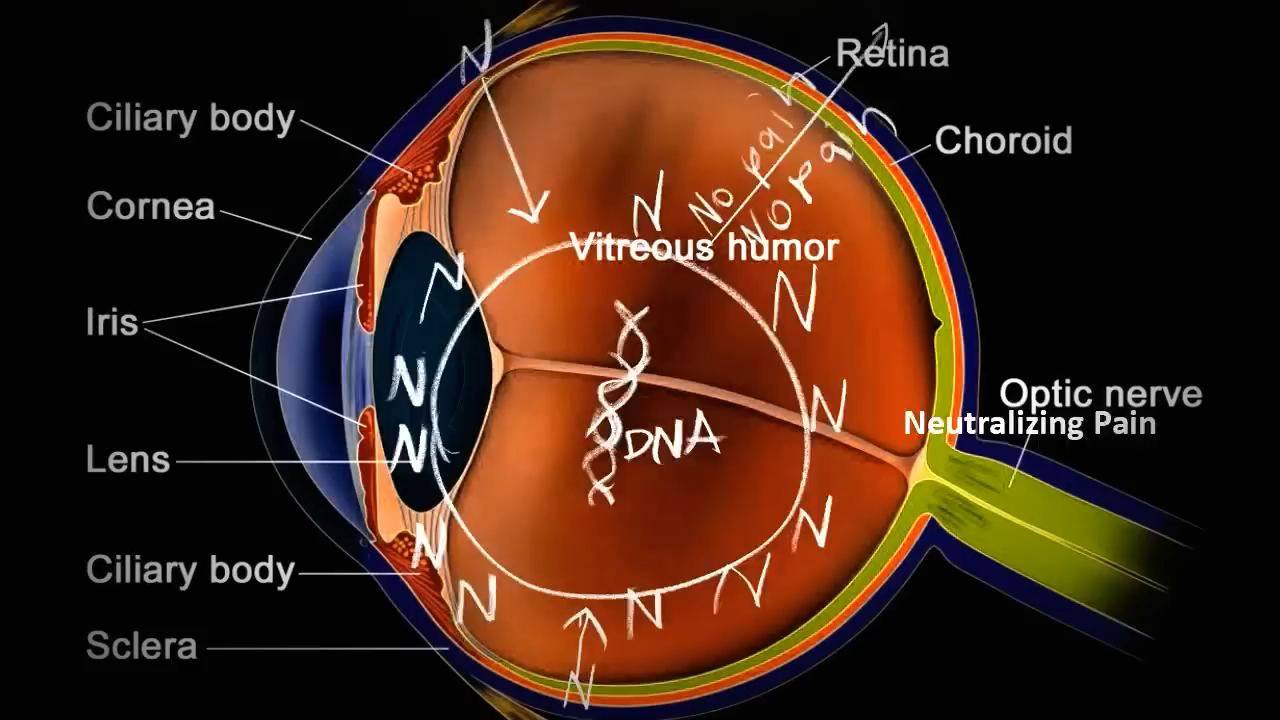 N
Retina
Ciliary body
Choroid
Cornea
No pain
No pain
N
Vitreous humor
N
N
Iris
N
N
Optic nerve
Neutralizing Pain
DNA
N
Lens
N
N
Ciliary body
N
N
N
Sclera
N